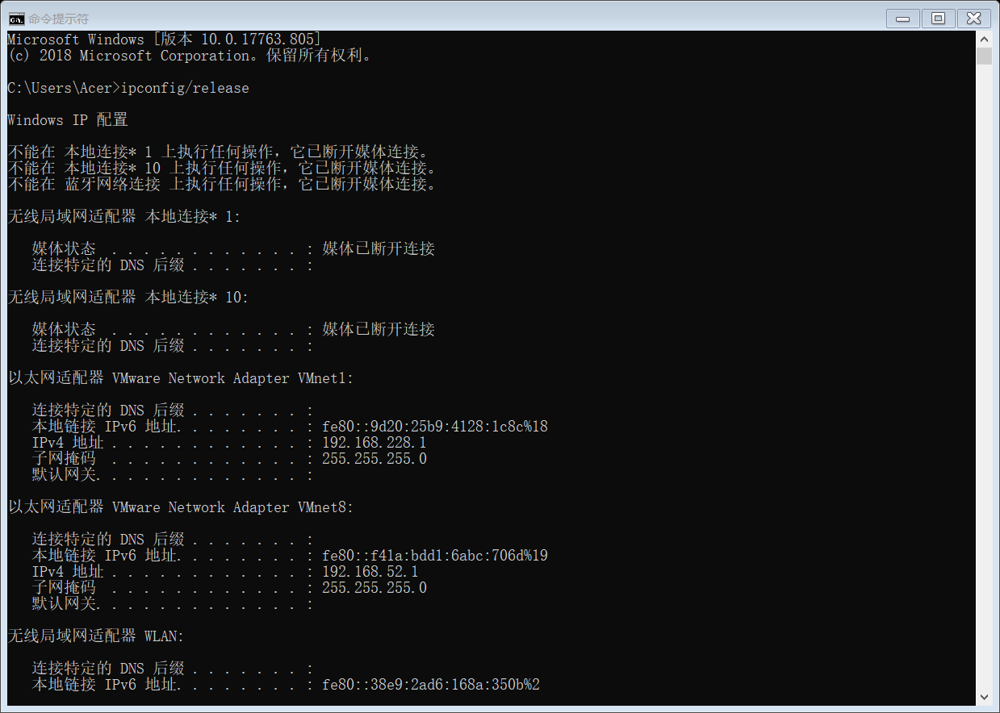 命令提示符
Microsoft Windows [版本 10.0.17763.805]
(c) 2018 Microsoft Corporation。保留所有权利。
C:\Users\Acer>ipconfig/release
Windows IP 配置
不能在 本地连接* 1 上执行任何操作，它已断开媒体连接。
不能在 本地连接* 10 上执行任何操作，它已断开媒体连接。
不能在 蓝牙网络连接 上执行任何操作，它已断开媒体连接。
无线局域网适配器 本地连接* 1:
媒体状态  . . . . . . . . . . . . : 媒体已断开连接
连接特定的 DNS 后缀 . . . . . . . :
无线局域网适配器 本地连接* 10:
媒体状态  . . . . . . . . . . . . : 媒体已断开连接
连接特定的 DNS 后缀 . . . . . . . :
以太网适配器 VMware Network Adapter VMnet1:
连接特定的 DNS 后缀 . . . . . . . :
本地链接 IPv6 地址. . . . . . . . : fe80::9d20:25b9:4128:1c8c%18
IPv4 地址 . . . . . . . . . . . . : 192.168.228.1
子网掩码  . . . . . . . . . . . . : 255.255.255.0
默认网关. . . . . . . . . . . . . :
以太网适配器 VMware Network Adapter VMnet8:
连接特定的 DNS 后缀 . . . . . . . :
本地链接 IPv6 地址. . . . . . . . : fe80::f41a:bdd1:6abc:706d%19
IPv4 地址 . . . . . . . . . . . . : 192.168.52.1
子网掩码  . . . . . . . . . . . . : 255.255.255.0
默认网关. . . . . . . . . . . . . :
无线局域网适配器 WLAN:
连接特定的 DNS 后缀 . . . . . . . :
本地链接 IPv6 地址. . . . . . . . : fe80::38e9:2ad6:168a:350b%2